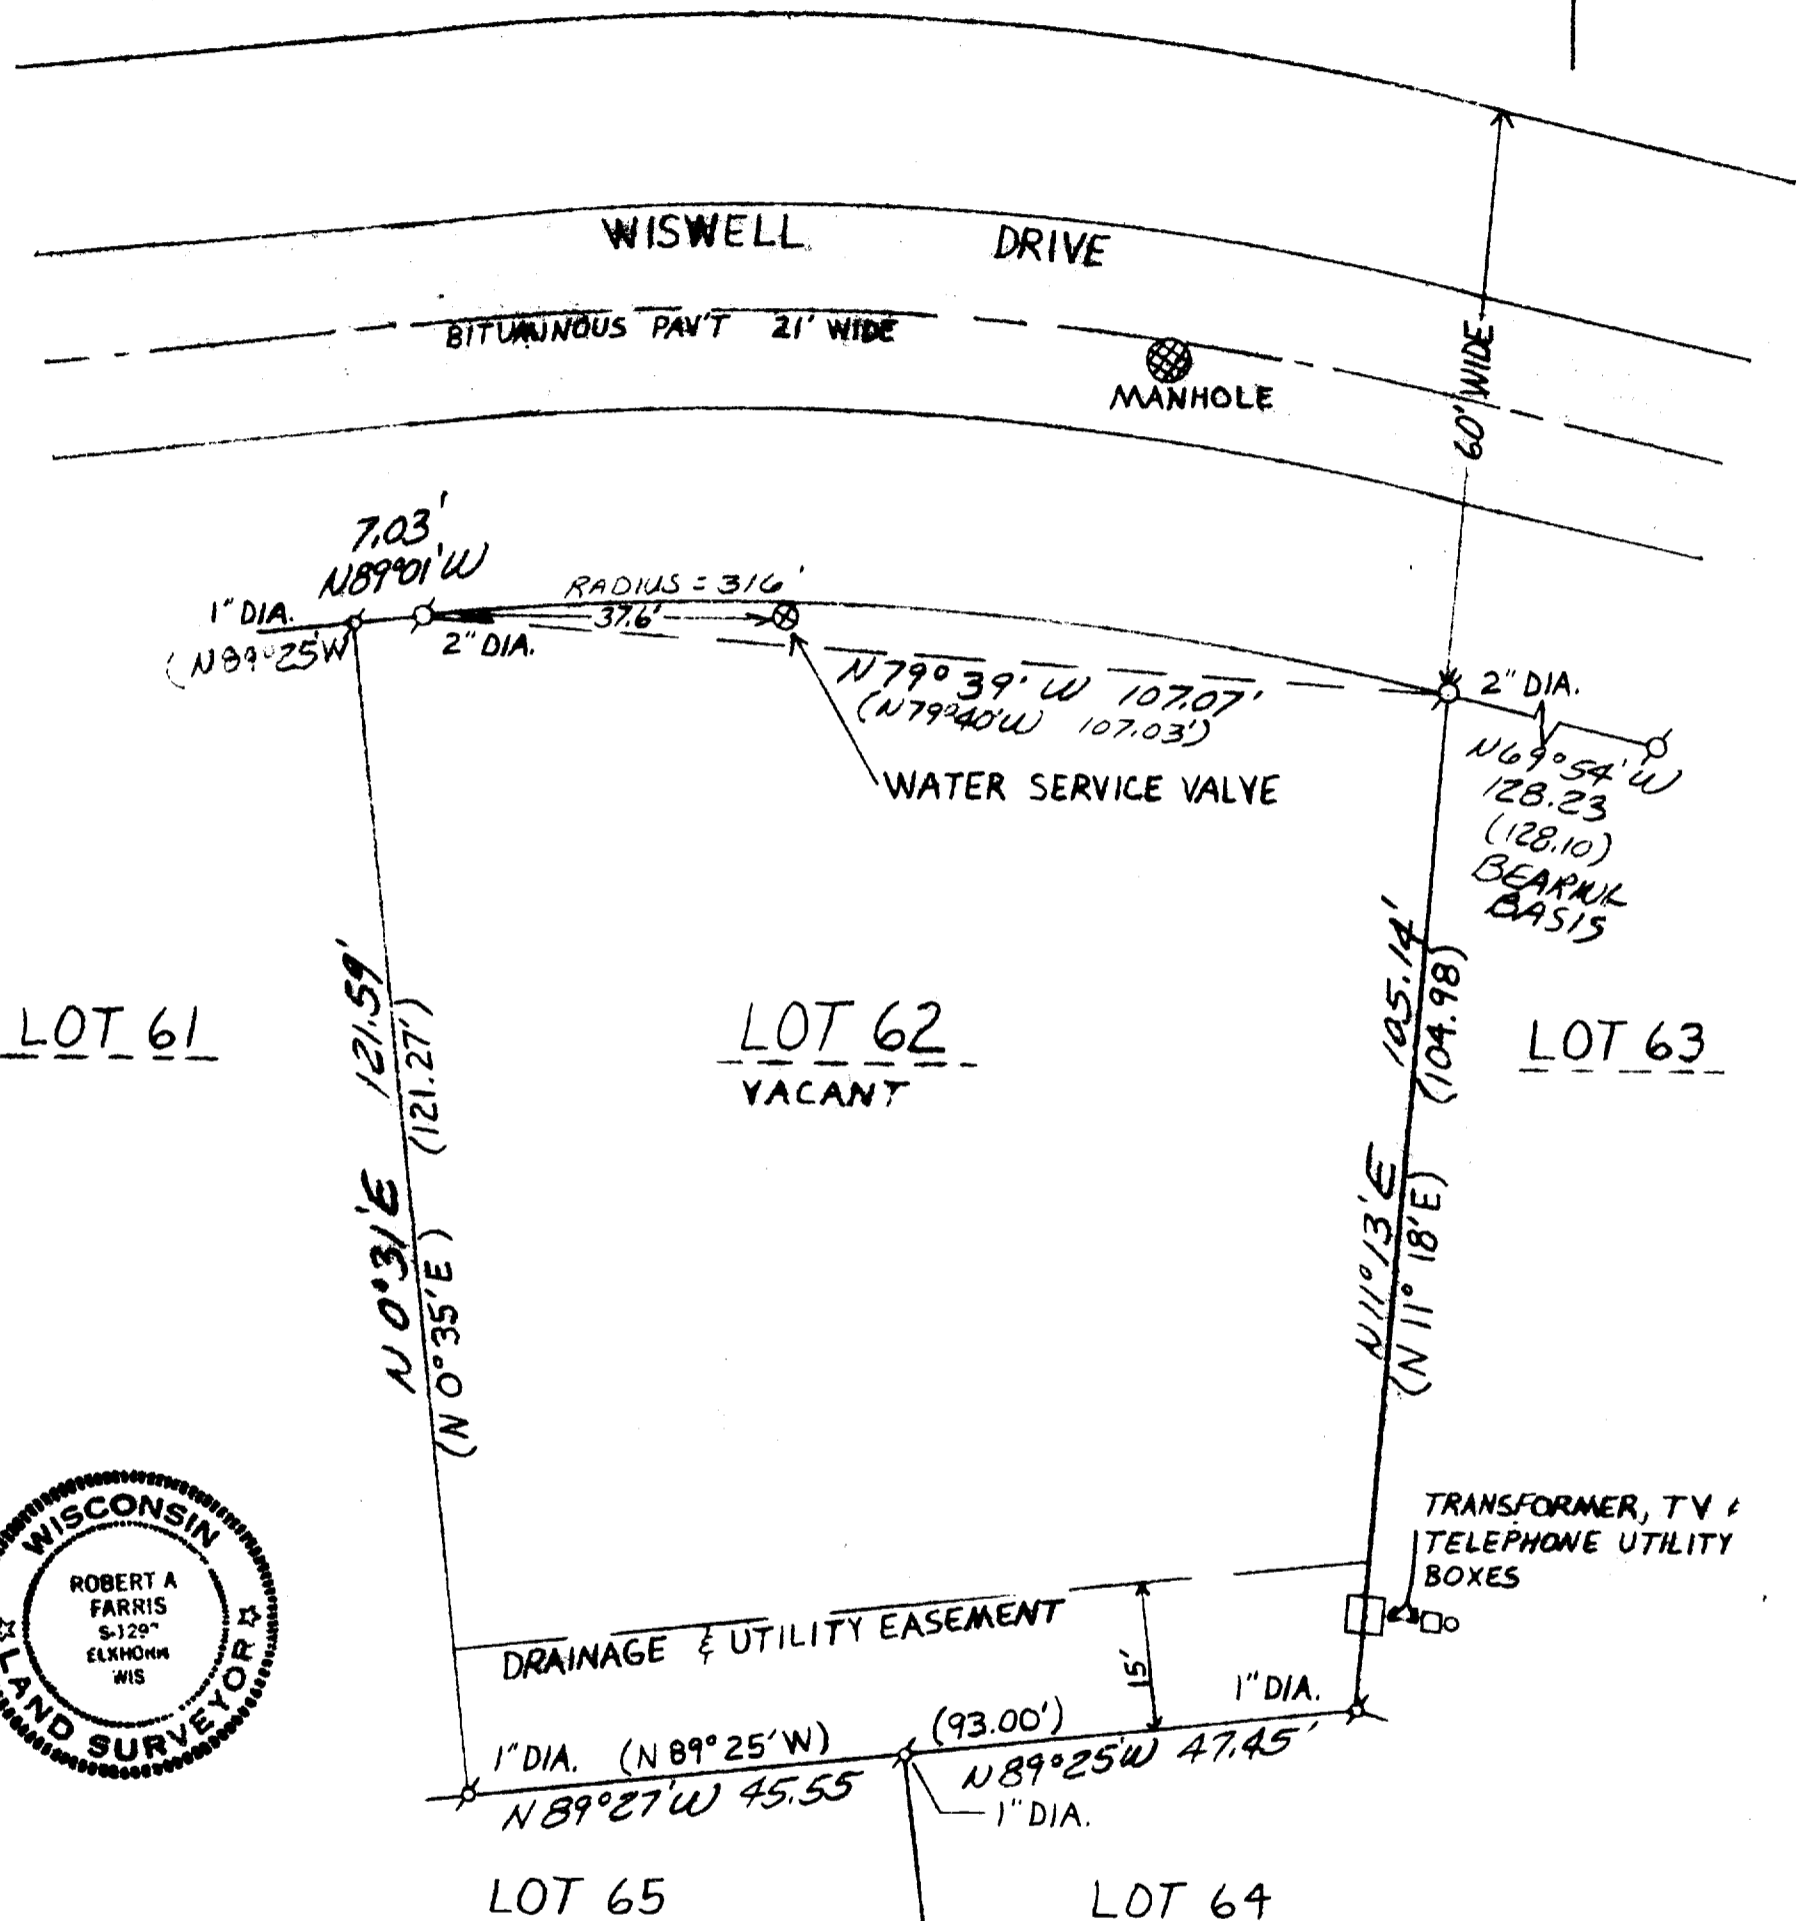 WISWELL DRIVE
BITUMINOUS PAV'T 21' WIDE
MANHOLE
60' WIDE
7.03'
N89°01'W
1" DIA.
(N89°25'W
RADIUS = 316'
37.6'
2" DIA.
N79°39'W 107.07'
(N79°40'W 107.03')
WATER SERVICE VALVE
2" DIA.
N69°54'W
128.23
(128.10)
BEARING
BASIS
LOT 61
N 0°31'E 121.59'
(N 0°35'E) (121.27')
LOT 62
VACANT
N11°13'E 105.14'
(N 11° 18'E) (104.98)
LOT 63
WISCONSIN
ROBERT A
FARRIS
ELKHORN
WIS
LAND SURVEYOR
TRANSFORMER, TV &
TELEPHONE UTILITY
BOXES
DRAINAGE & UTILITY EASEMENT
15'
1" DIA.
1" DIA. (N 89° 25' W) (93.00')
N 89°27'W 45.55
N89°25'W 47.45'
1" DIA.
LOT 65
LOT 64